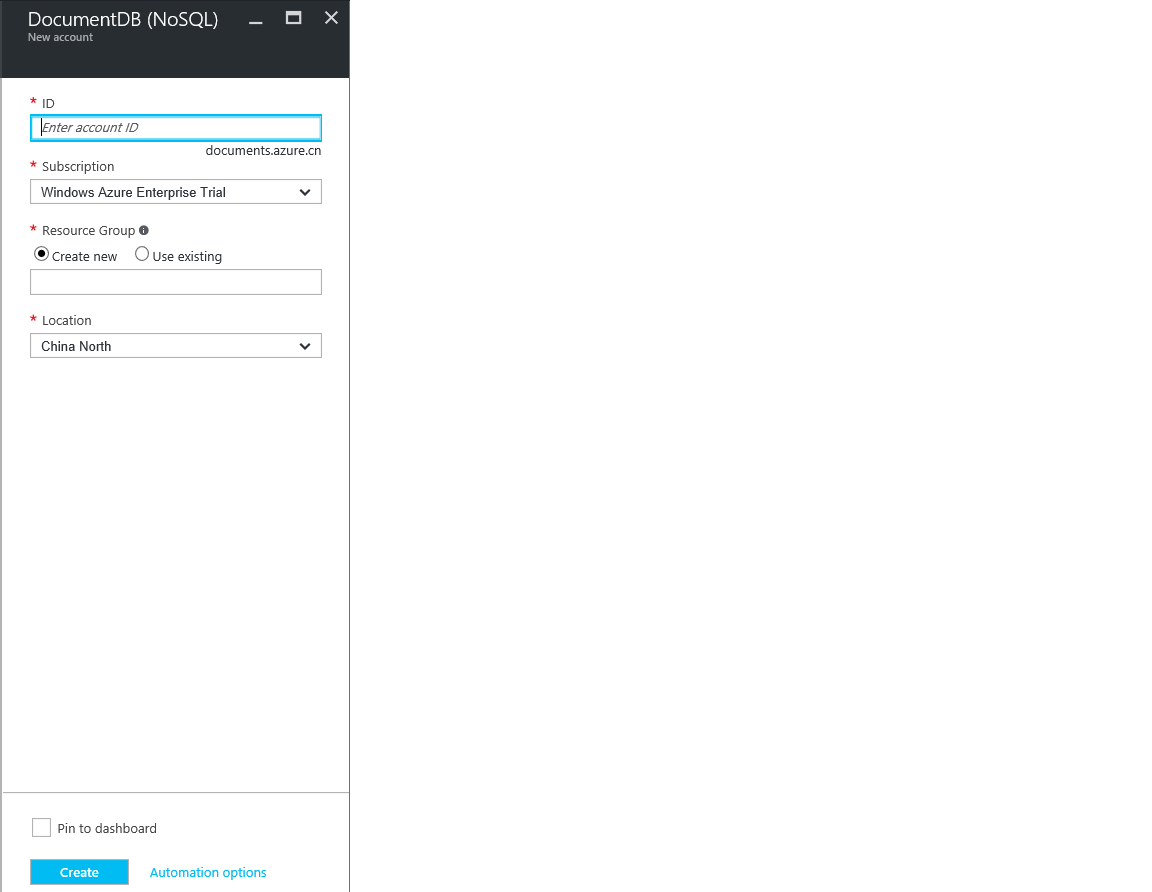 DocumentDB (NoSQL)
New account
* ID
Enter account ID
documents.azure.cn
* Subscription
Windows Azure Enterprise Trial
* Resource Group
Create new Use existing
* Location
China North
Pin to dashboard
Create Automation options